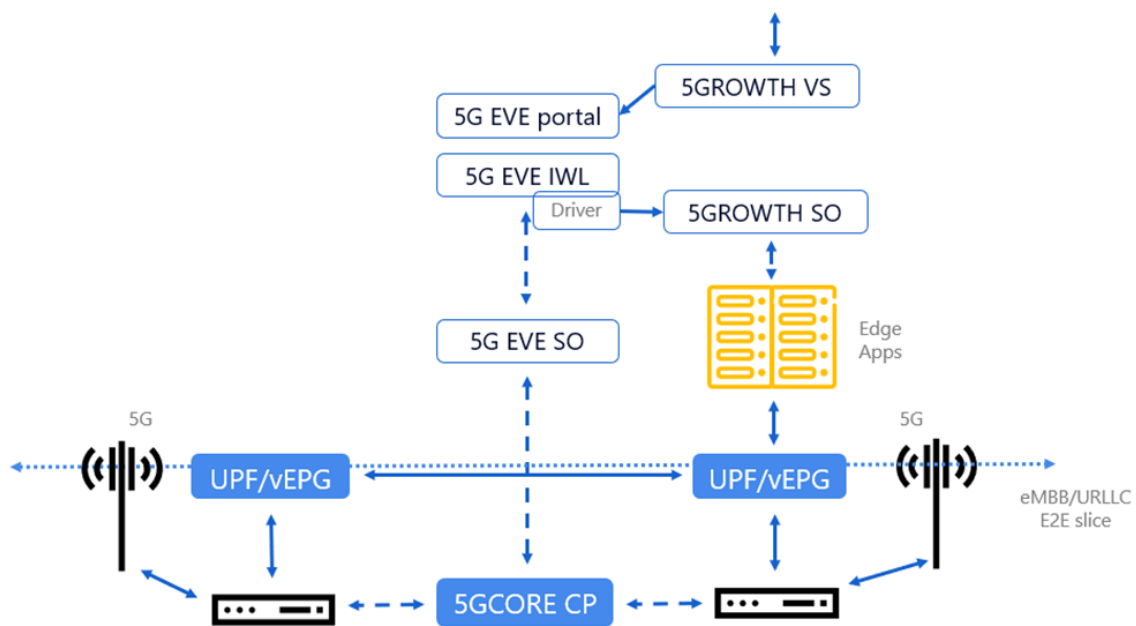 5GROWTH VS
5G EVE portal
5G EVE IWL
Driver
5GROWTH SO
5G EVE SO
Edge
Apps
5G
5G
UPF/vEPG
UPF/vEPG
eMBB/URLLC
E2E slice
5GCORE CP